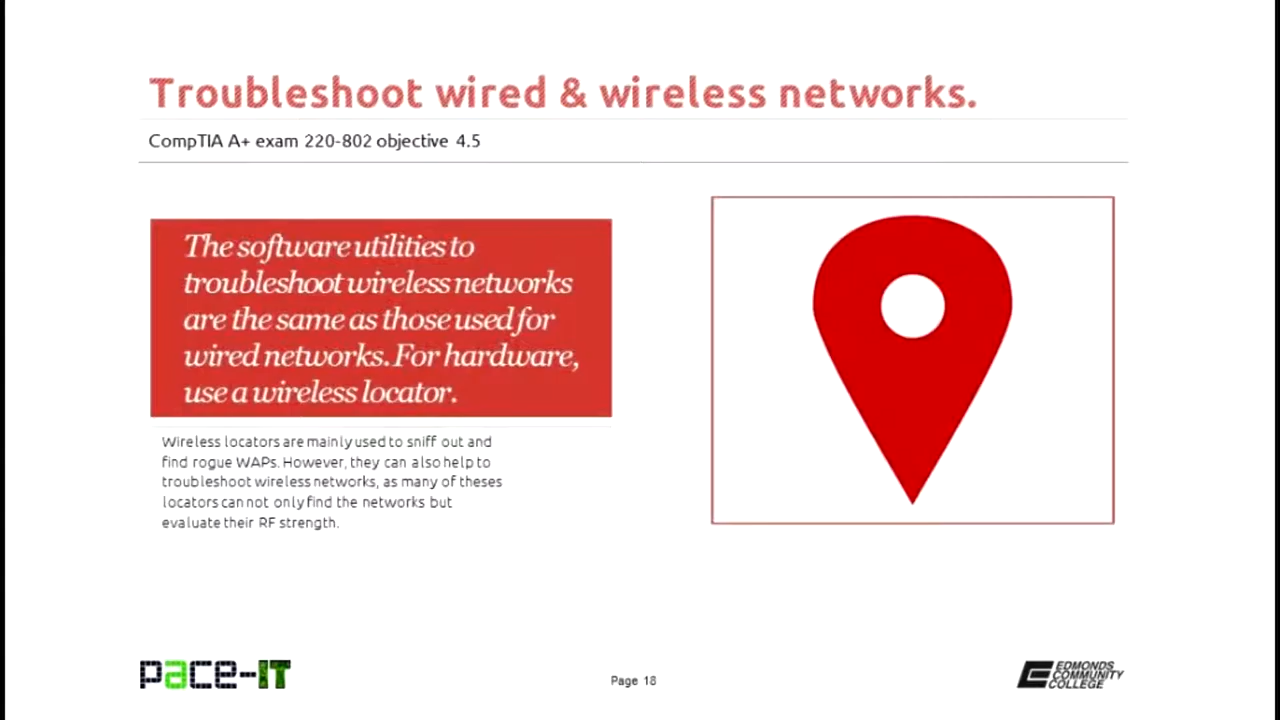 Troubleshoot wired & wireless networks.
CompTIA A+ exam 220-802 objective 4.5
The software utilities to
troubleshoot wireless networks
are the same as those used for
wired networks. For hardware,
use a wireless locator.
Wireless locators are mainly used to sniff out and
find rogue WAPs. However, they can also help to
troubleshoot wireless networks, as many of theses
locators can not only find the networks but
evaluate their RF strength.
pace-IT
Page 18
EDMONDS
COMMUNITY
COLLEGE